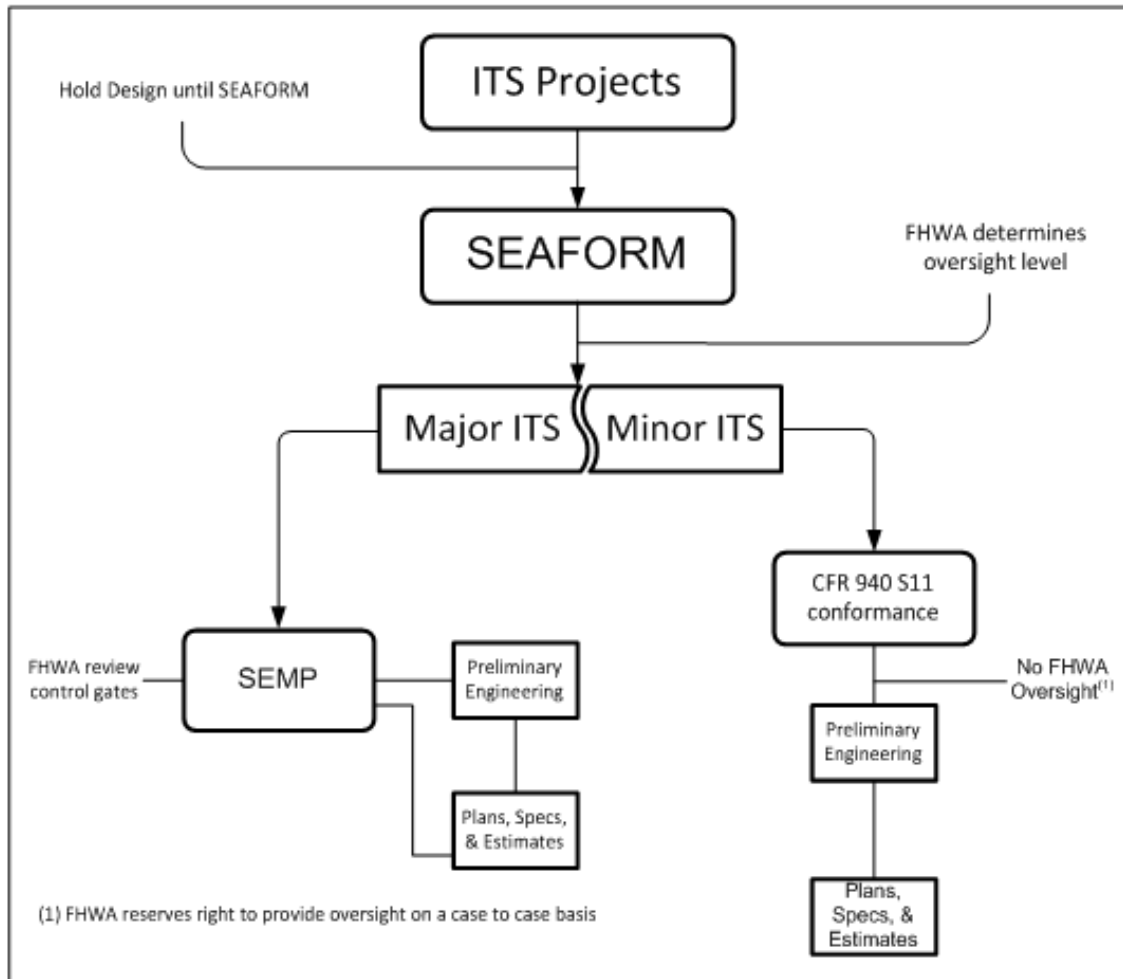 ITS Projects
Hold Design until SEAFORM
SEAFORM
FHWA determines
oversight level
Major ITS
Minor ITS
CFR 940 S11
conformance
FHWA review
control gates
SEMP
Preliminary
Engineering
No FHWA
Oversight(1)
Preliminary
Engineering
Plans, Specs,
& Estimates
Plans,
Specs, &
Estimates
(1) FHWA reserves right to provide oversight on a case to case basis